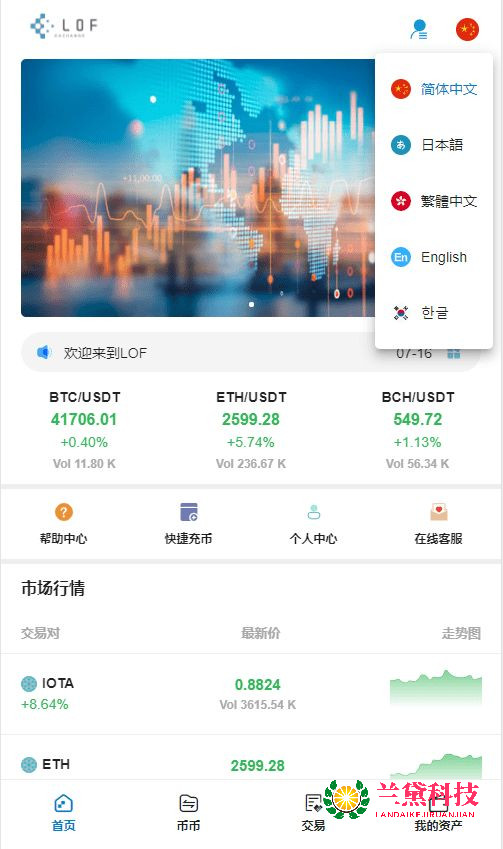 LOF
EXCHANGE
简体中文
日本語
繁體中文
En English
한글
+11,00.00
欢迎来到LOF 07-16
BTC/USDT ETH/USDT BCH/USDT
41706.01 2599.28 549.72
+0.40% +5.74% +1.13%
Vol 11.80 K Vol 236.67 K Vol 56.34 K
帮助中心 快捷充币 个人中心 在线客服
市场行情
交易对 最新价 走势图
IOTA 0.8824
+8.64% Vol 3615.54 K
ETH 2599.28
兰黛科技
LANDAIKEJIRUANJIAN
首页 币币 交易 我的资产